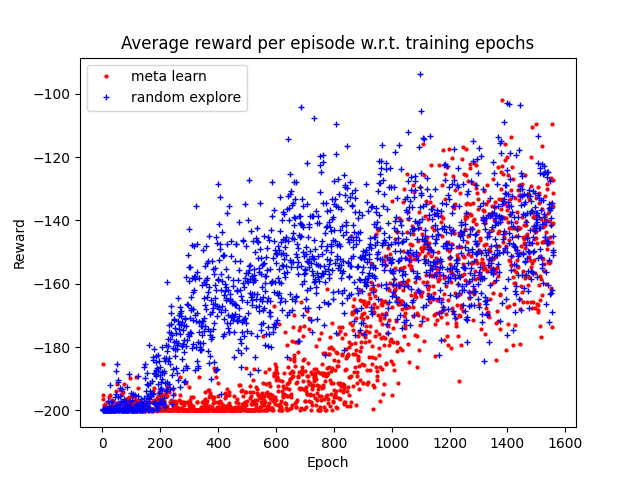 Average reward per episode w.r.t. training epochs
meta learn
random explore
−100
−120
−140
−160
−180
−200
Reward
0 200 400 600 800 1000 1200 1400 1600
Epoch